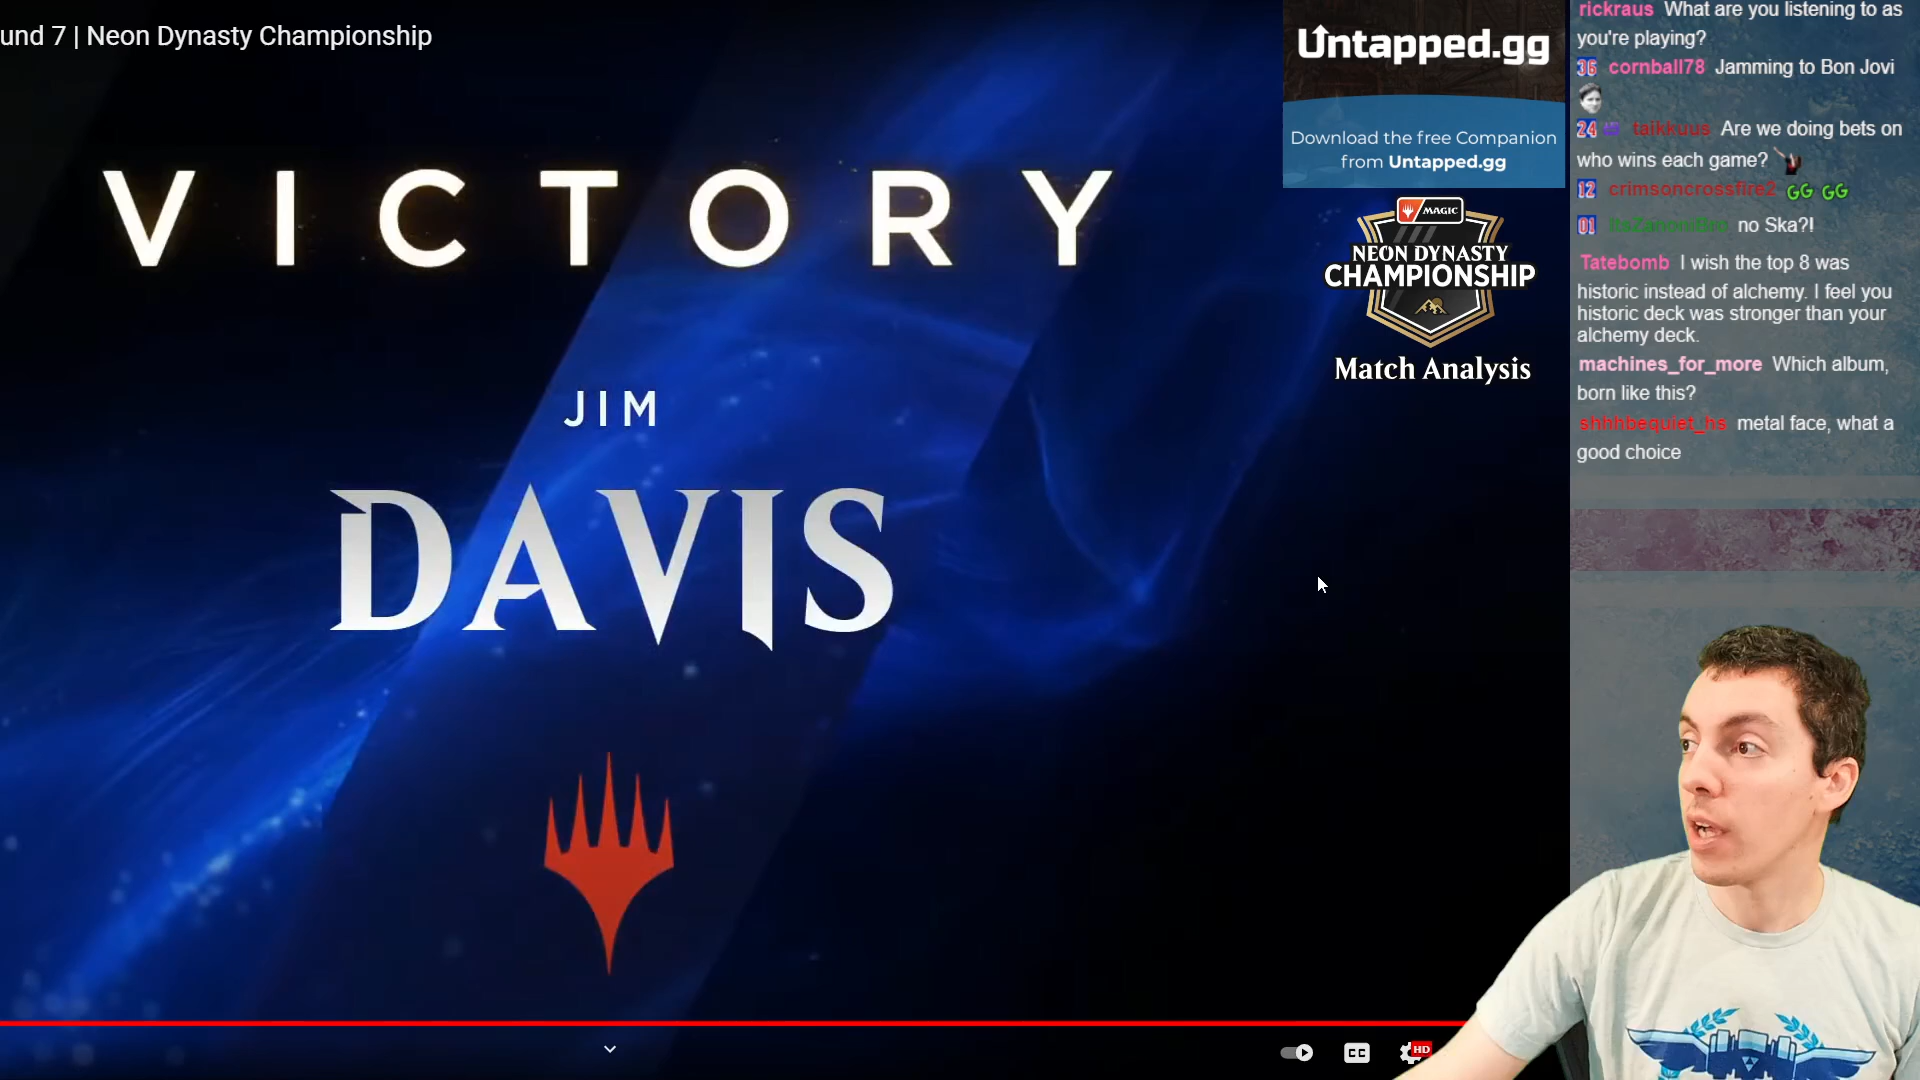 und 7 | Neon Dynasty Championship
VICTORY
JIM
DAVIS
Untapped.gg
Download the free Companion
from Untapped.gg
MAGIC
NEON DYNASTY
CHAMPIONSHIP
Match Analysis
rickraus What are you listening to as
you're playing?
36 cornball78 Jamming to Bon Jovi
24 taikkuus Are we doing bets on
who wins each game?
12 crimsoncrossfire2 GG GG
01 no Ska?!
Tatebomb I wish the top 8 was
historic instead of alchemy. I feel you
historic deck was stronger than your
alchemy deck.
machines_for_more Which album,
born like this?
shhhbequiet_hs metal face, what a
good choice
CC
HD